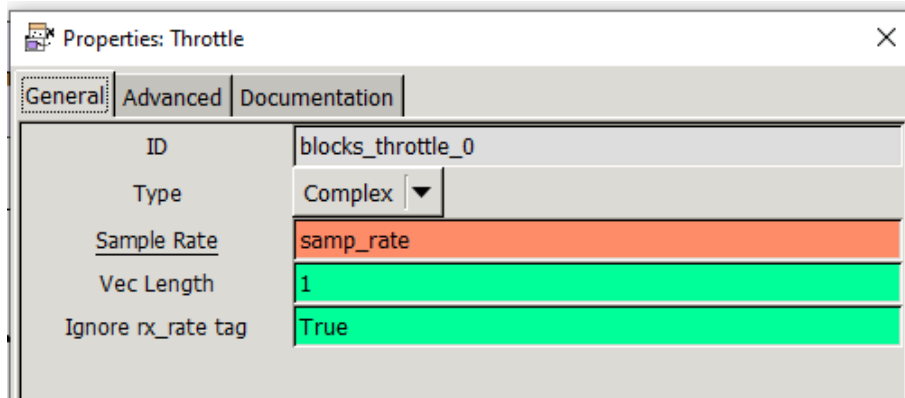 Properties: Throttle
General Advanced Documentation
ID blocks_throttle_0
Type Complex
Sample Rate samp_rate
Vec Length 1
Ignore rx_rate tag True